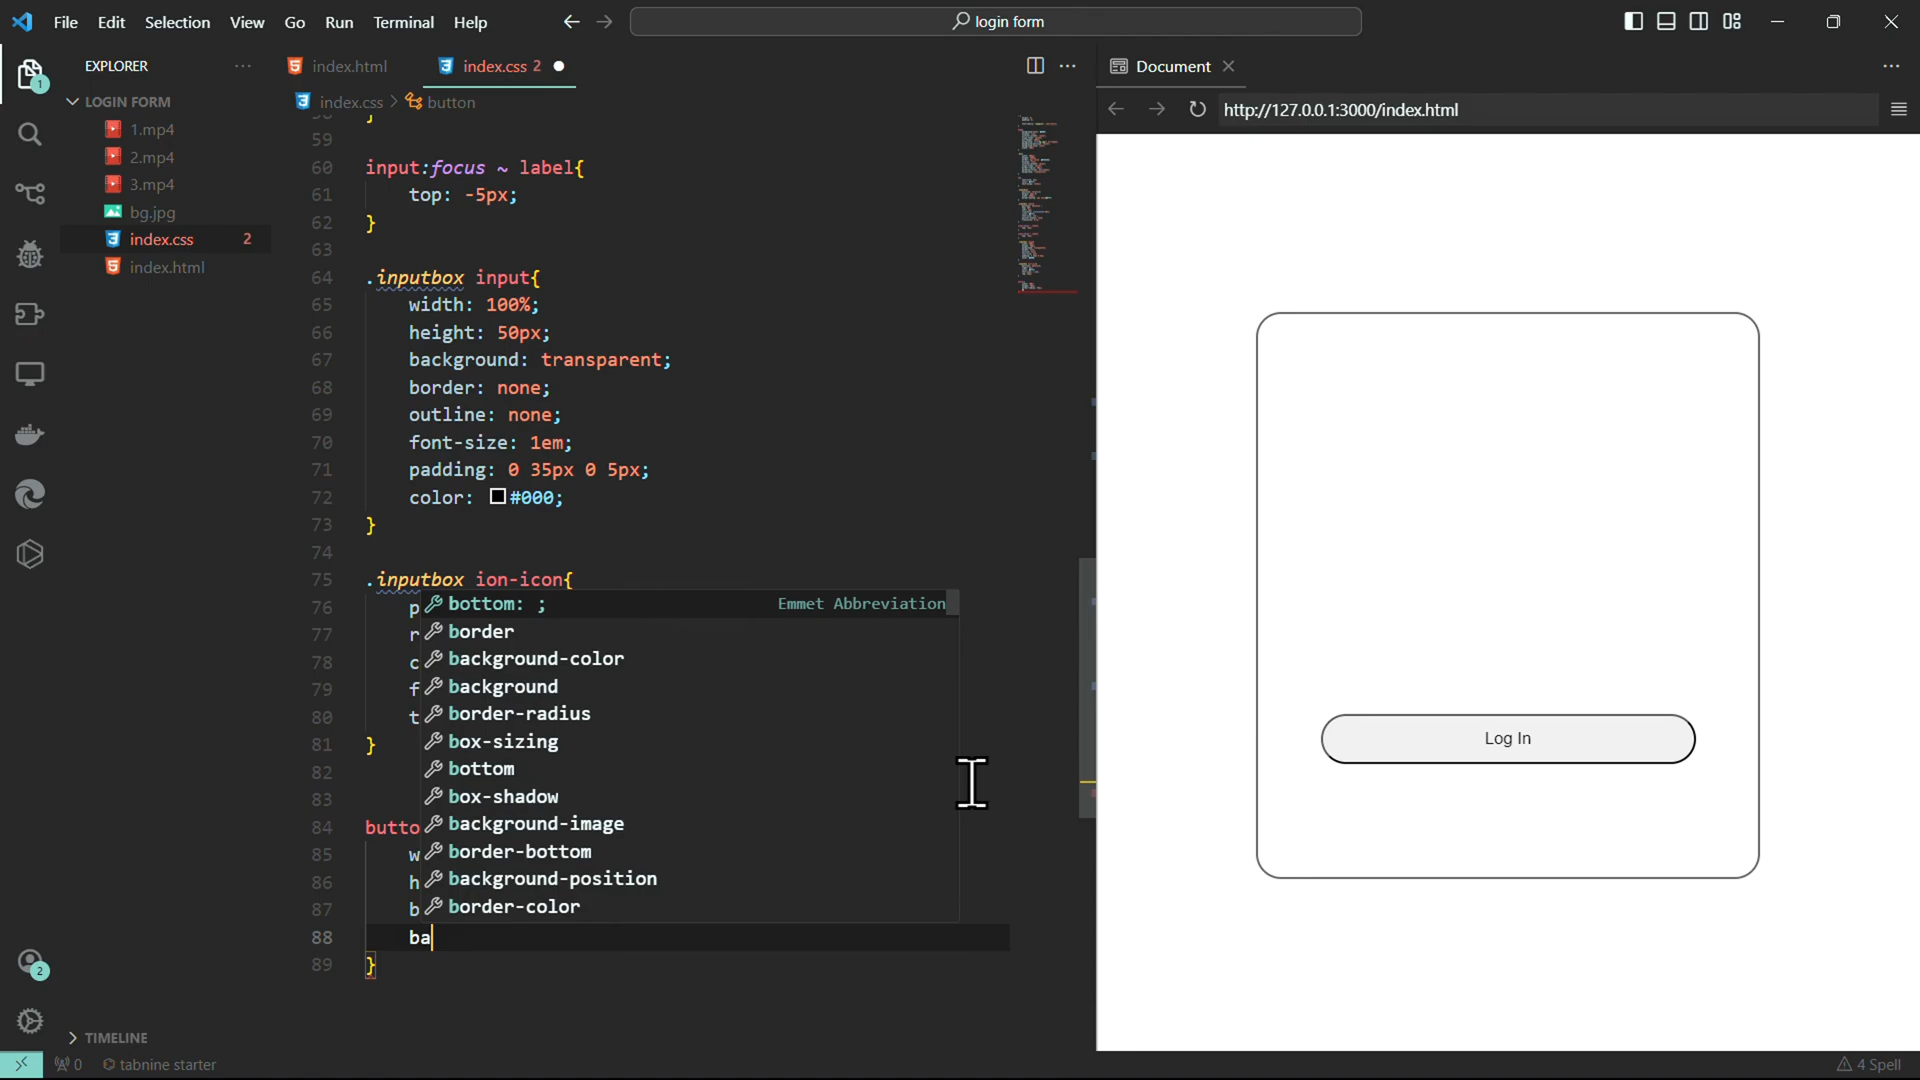 File Edit Selection View Go Run Terminal Help
login form
EXPLORER
LOGIN FORM
1
1.mp4
2.mp4
3.mp4
bg.jpg
index.css 2
index.html
index.html
index.css 2
index.css > button
59
60 input:focus ~ label{
61 top: -5px;
62 }
63
64 .inputbox input{
65 width: 100%;
66 height: 50px;
67 background: transparent;
68 border: none;
69 outline: none;
70 font-size: 1em;
71 padding: 0 35px 0 5px;
72 color: #000;
73 }
74
75 .inputbox ion-icon{
76 p
77 r
78 c
79 f
80 t
81 }
82
83
84 butto
85 w
86 h
87 b
88 ba
89 }
bottom: ; Emmet Abbreviation
border
background-color
background
border-radius
box-sizing
bottom
box-shadow
background-image
border-bottom
background-position
border-color
Document
http://127.0.0.1:3000/index.html
Log In
2
TIMELINE
0 tabnine starter
4 Spell